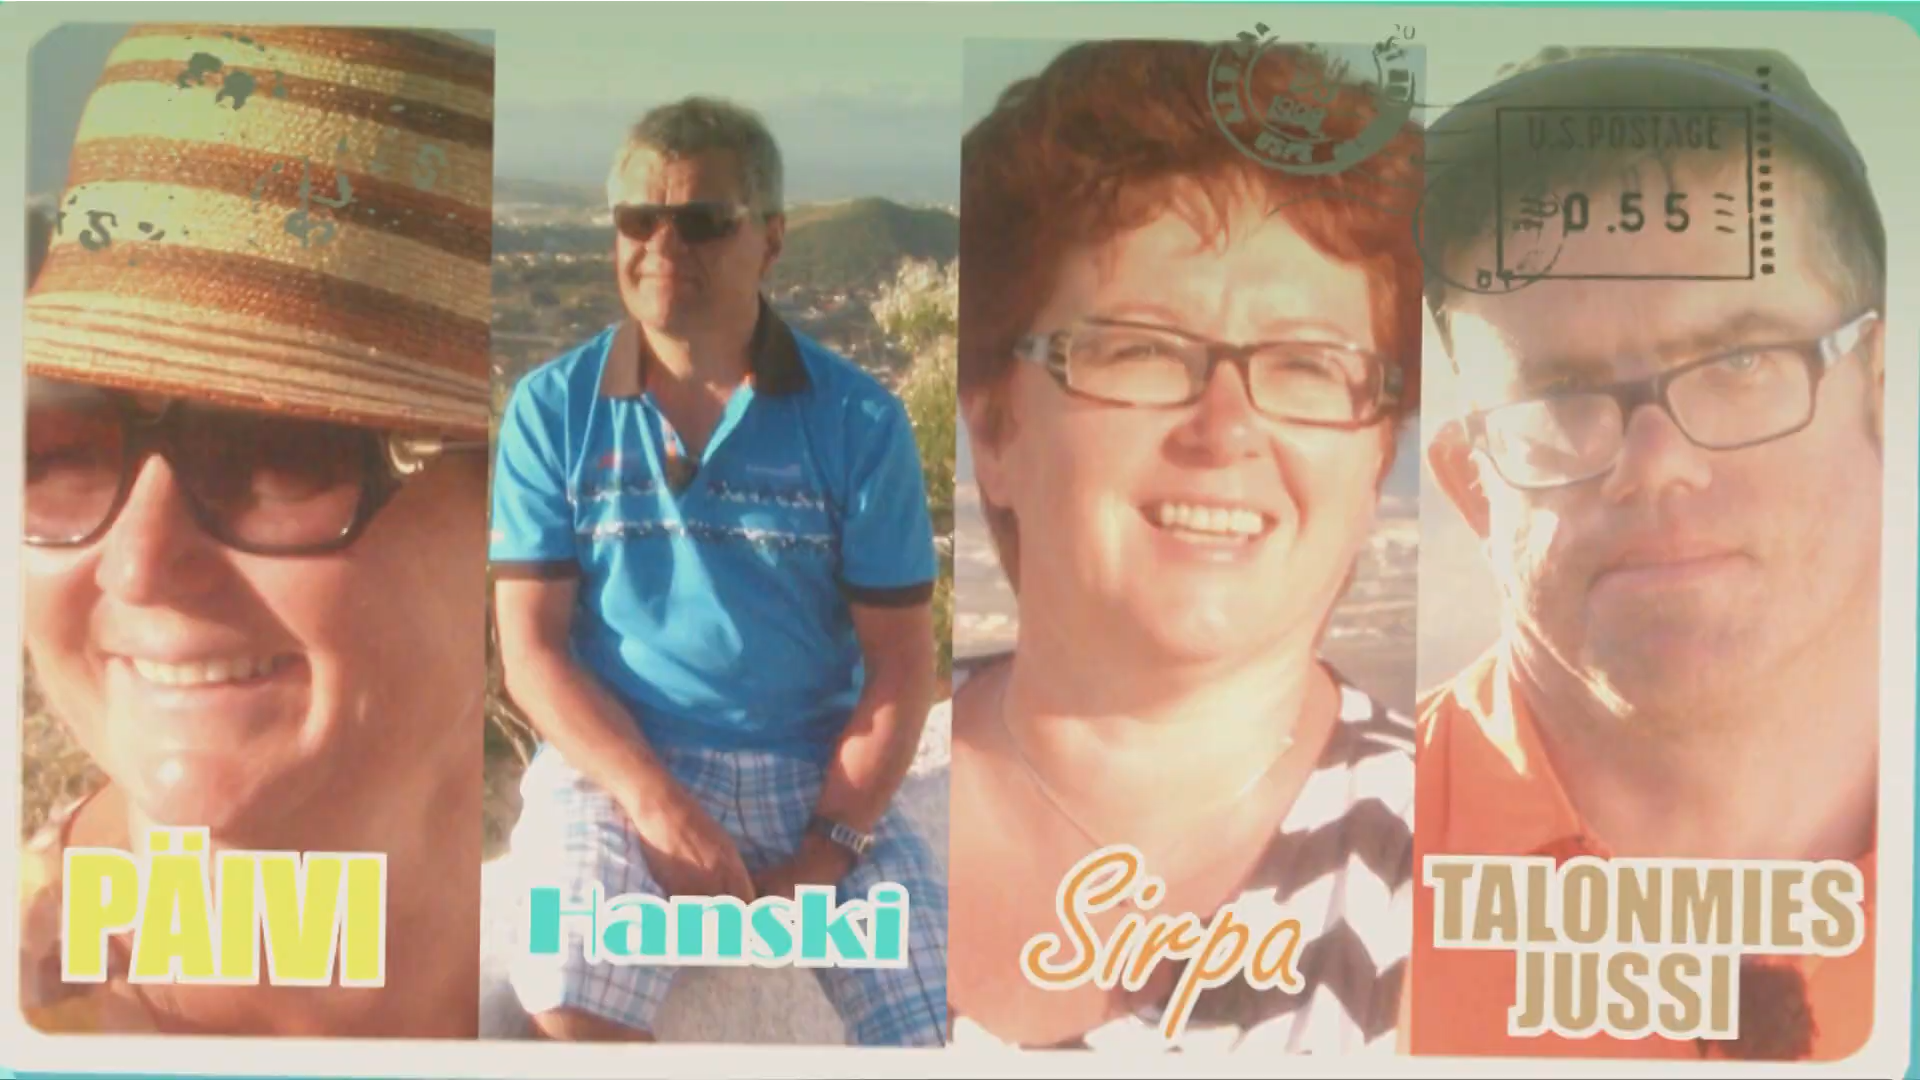 U.S.POSTAGE
0.55
PÄIVI
Hanski
Sirpa
TALONMIES
JUSSI